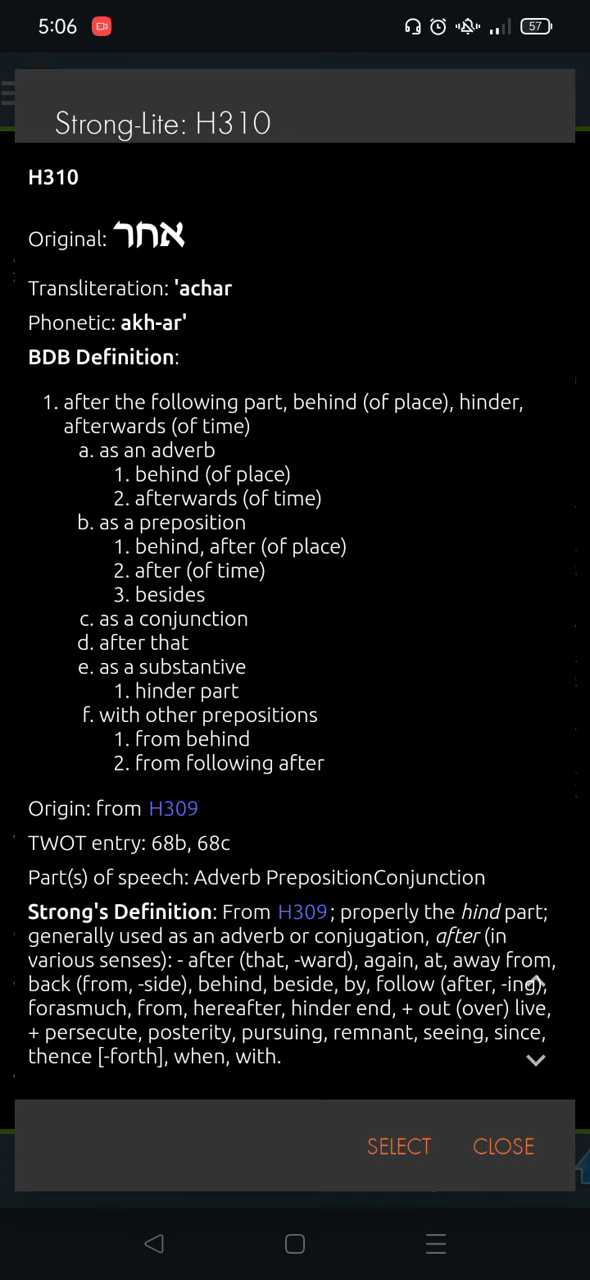 5:06
57
Strong-Lite: H310
H310
Original: אחר
Transliteration: 'achar
Phonetic: akh-ar'
BDB Definition:
1. after the following part, behind (of place), hinder,
afterwards (of time)
a. as an adverb
1. behind (of place)
2. afterwards (of time)
b. as a preposition
1. behind, after (of place)
2. after (of time)
3. besides
c. as a conjunction
d. after that
e. as a substantive
1. hinder part
f. with other prepositions
1. from behind
2. from following after
Origin: from H309
TWOT entry: 68b, 68c
Part(s) of speech: Adverb PrepositionConjunction
Strong's Definition: From H309; properly the hind part;
generally used as an adverb or conjugation, after (in
various senses): - after (that, -ward), again, at, away from,
back (from, -side), behind, beside, by, follow (after, -ing),
forasmuch, from, hereafter, hinder end, + out (over) live,
+ persecute, posterity, pursuing, remnant, seeing, since,
thence [-forth], when, with.
SELECT CLOSE